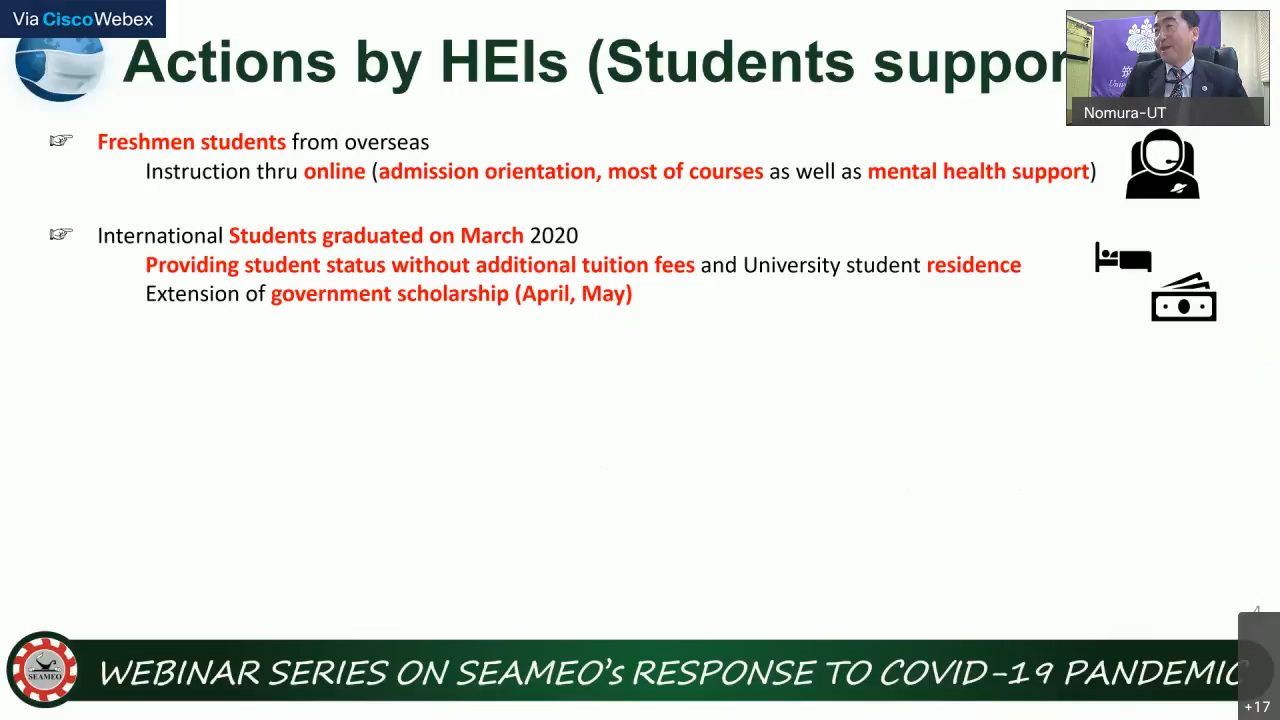 Via CiscoWebex
Actions by HEIs (Students suppor
Nomura-UT
☞ Freshmen students from overseas
Instruction thru online (admission orientation, most of courses as well as mental health support)
☞ International Students graduated on March 2020
Providing student status without additional tuition fees and University student residence
Extension of government scholarship (April, May)
4
SEAMEO
WEBINAR SERIES ON SEAMEO's RESPONSE TO COVID-19 PANDEMIC
+17